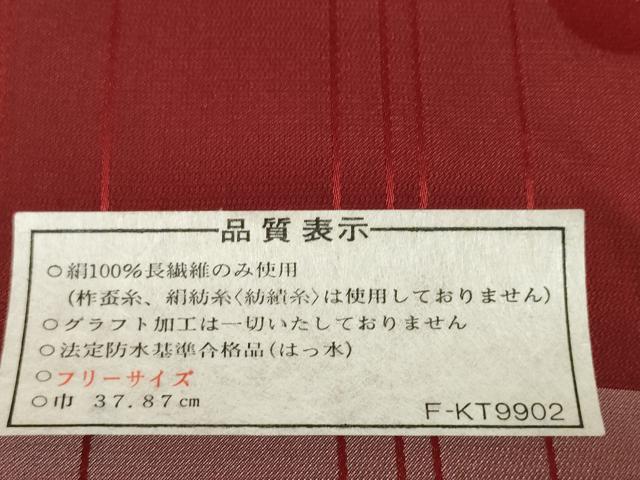 品質表示
○絹100%長繊維のみ使用
(柞蚕糸、絹紡糸〈紡績糸〉は使用しておりません)
○グラフト加工は一切いたしておりません
○法定防水基準合格品(はっ水)
○フリーサイズ
○巾 37.87cm
F-KT9902